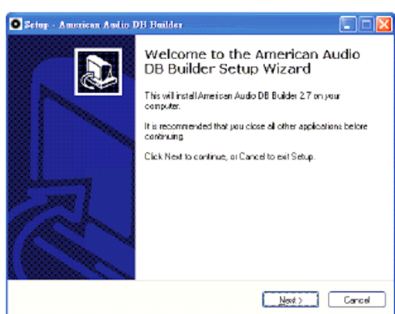 Setup - American Audio DB Builder
Welcome to the American Audio
DB Builder Setup Wizard
This will install American Audio DB Builder 2.7 on your
computer.
It is recommended that you close all other applications before
continuing.
Click Next to continue, or Cancel to exit Setup.
Next >
Cancel